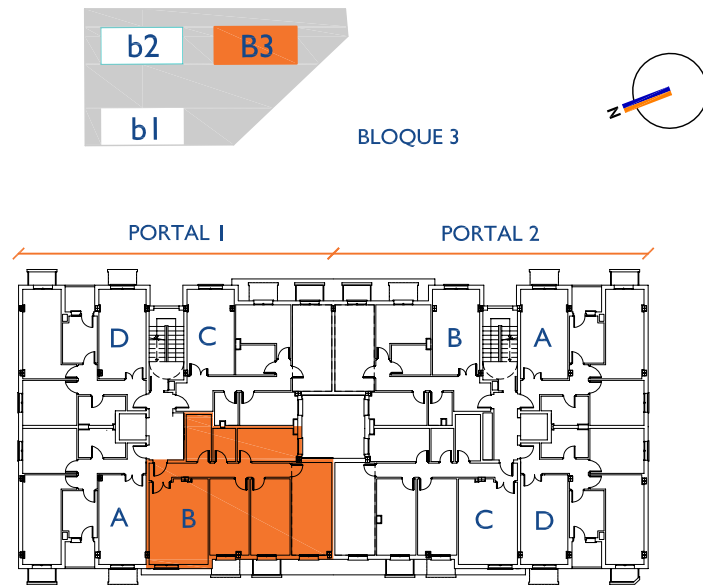 b2 B3
b1
N
BLOQUE 3
PORTAL 1 PORTAL 2
D C B A
A B C D